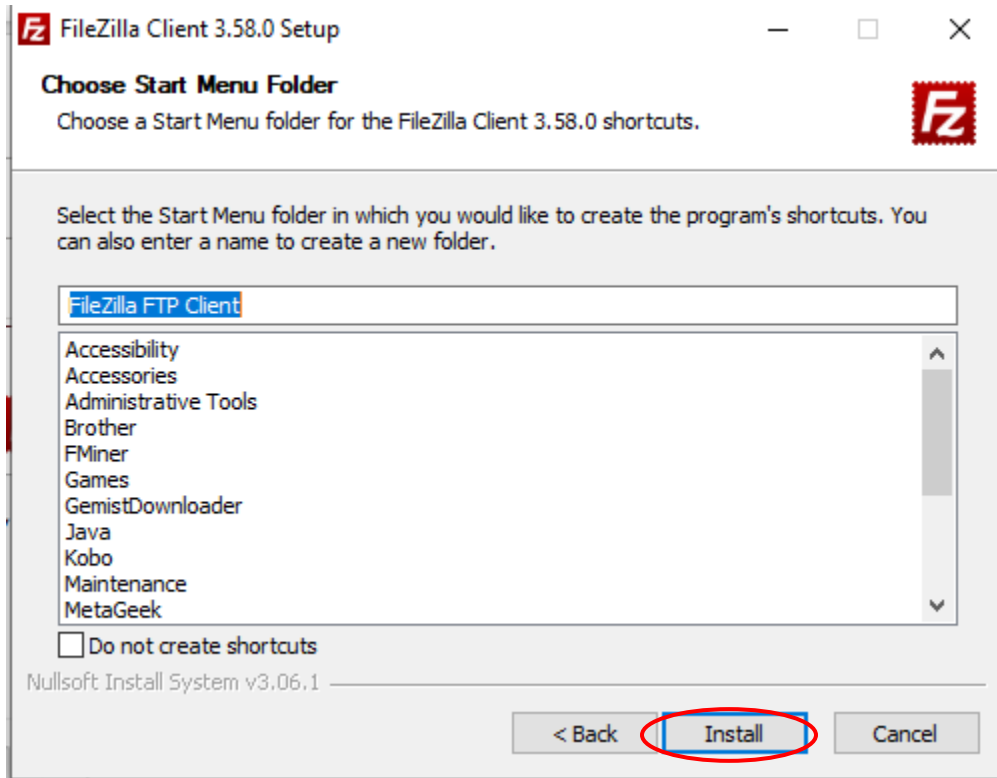 FileZilla Client 3.58.0 Setup
Choose Start Menu Folder
Choose a Start Menu folder for the FileZilla Client 3.58.0 shortcuts.
Select the Start Menu folder in which you would like to create the program's shortcuts. You
can also enter a name to create a new folder.
FileZilla FTP Client
Accessibility
Accessories
Administrative Tools
Brother
FMiner
Games
GemistDownloader
Java
Kobo
Maintenance
MetaGeek
Do not create shortcuts
Nullsoft Install System v3.06.1
< Back Install Cancel